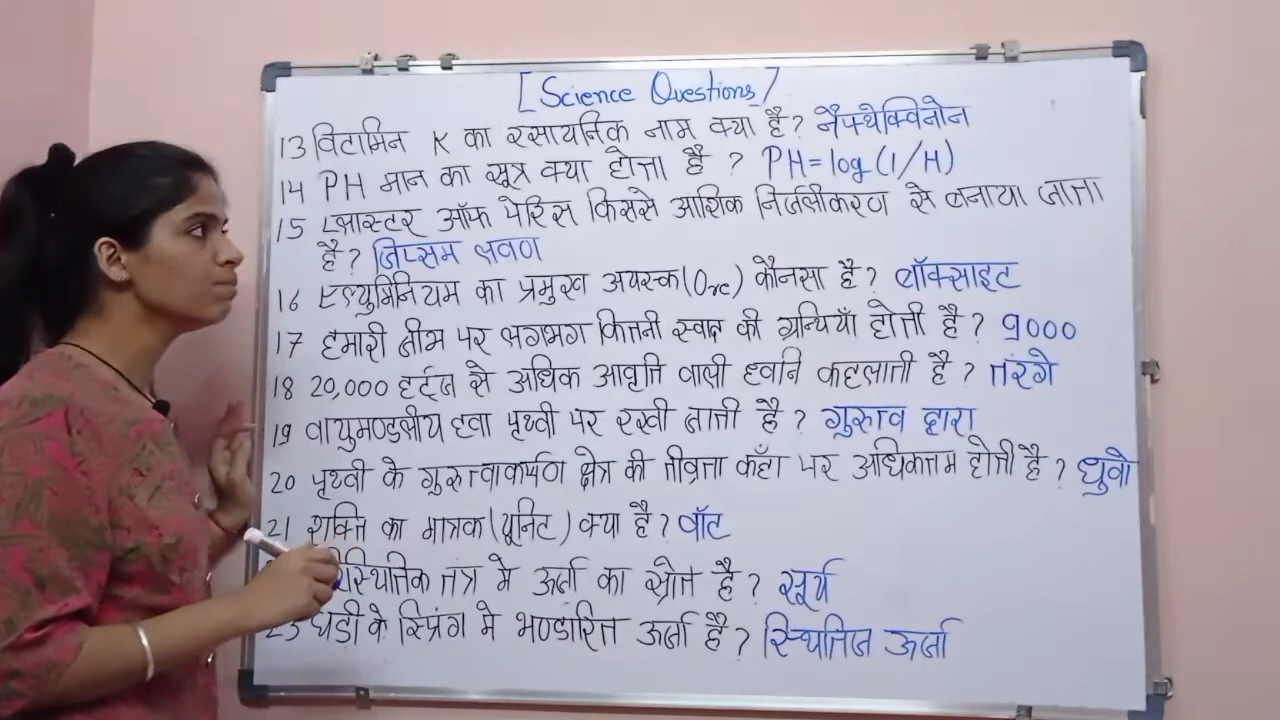 [Science Questions]
13 विटामिन K का रसायनिक नाम क्या है? नैफ्थेक्विनोन
14 PH मान का सूत्र क्या होता है ? PH=log(1/H)
15 प्लास्टर ऑफ पेरिस किससे आंशिक निर्जलीकरण से बनाया जाता
है? जिप्सम लवण
16 एल्युमिनियम का प्रमुख अयस्क(Ore) कौनसा है? बॉक्साइट
17 हमारी जीभ पर लगभग कितनी स्वाद की ग्रन्थियाँ होती है? 9000
18 20,000 हर्ट्ज से अधिक आवृति वाली ध्वनि कहलाती है? तरंगे
19 वायुमण्डलीय हवा पृथ्वी पर रखी जाती है? गुरुत्व द्वारा
20 पृथ्वी के गुरुत्वाकर्षण क्षेत्र की तीव्रता कहाँ पर अधिकतम होती है? ध्रुवो
21 शक्ति का मात्रक(यूनिट) क्या है? वॉट
तंत्र मे ऊर्जा का स्रोत है? सूर्य
23 घडी के स्प्रिंग मे भण्डारित ऊर्जा है? स्थितिज ऊर्जा